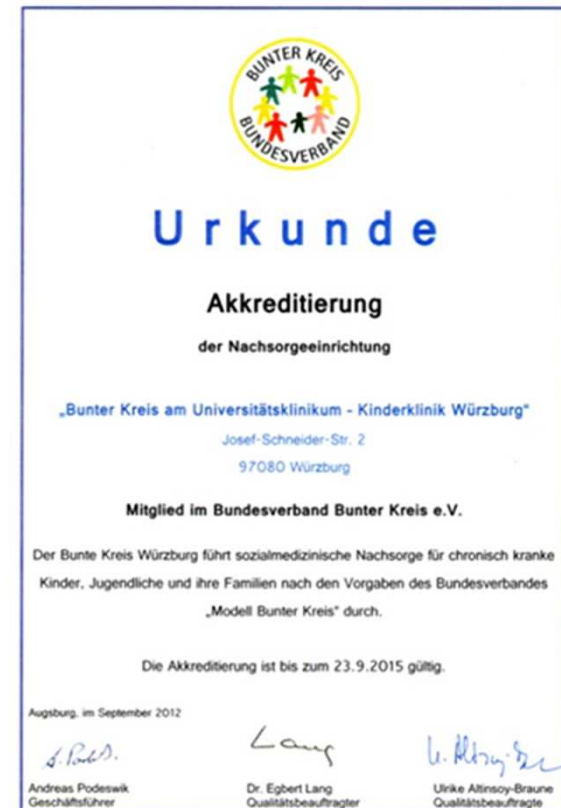 BUNTER KREIS
BUNDESVERBAND
Urkunde
Akkreditierung
der Nachsorgeeinrichtung
„Bunter Kreis am Universitätsklinikum - Kinderklinik Würzburg"
Josef-Schneider-Str. 2
97080 Würzburg
Mitglied im Bundesverband Bunter Kreis e.V.
Der Bunte Kreis Würzburg führt sozialmedizinische Nachsorge für chronisch kranke
Kinder, Jugendliche und ihre Familien nach den Vorgaben des Bundesverbandes
„Modell Bunter Kreis" durch.
Die Akkreditierung ist bis zum 23.9.2015 gültig.
Augsburg, im September 2012
Lang
Andreas Podeswik
Geschäftsführer
Dr. Egbert Lang
Qualitätsbeauftragter
Ulrike Altinsoy-Braune
Qualitätsbeauftragte